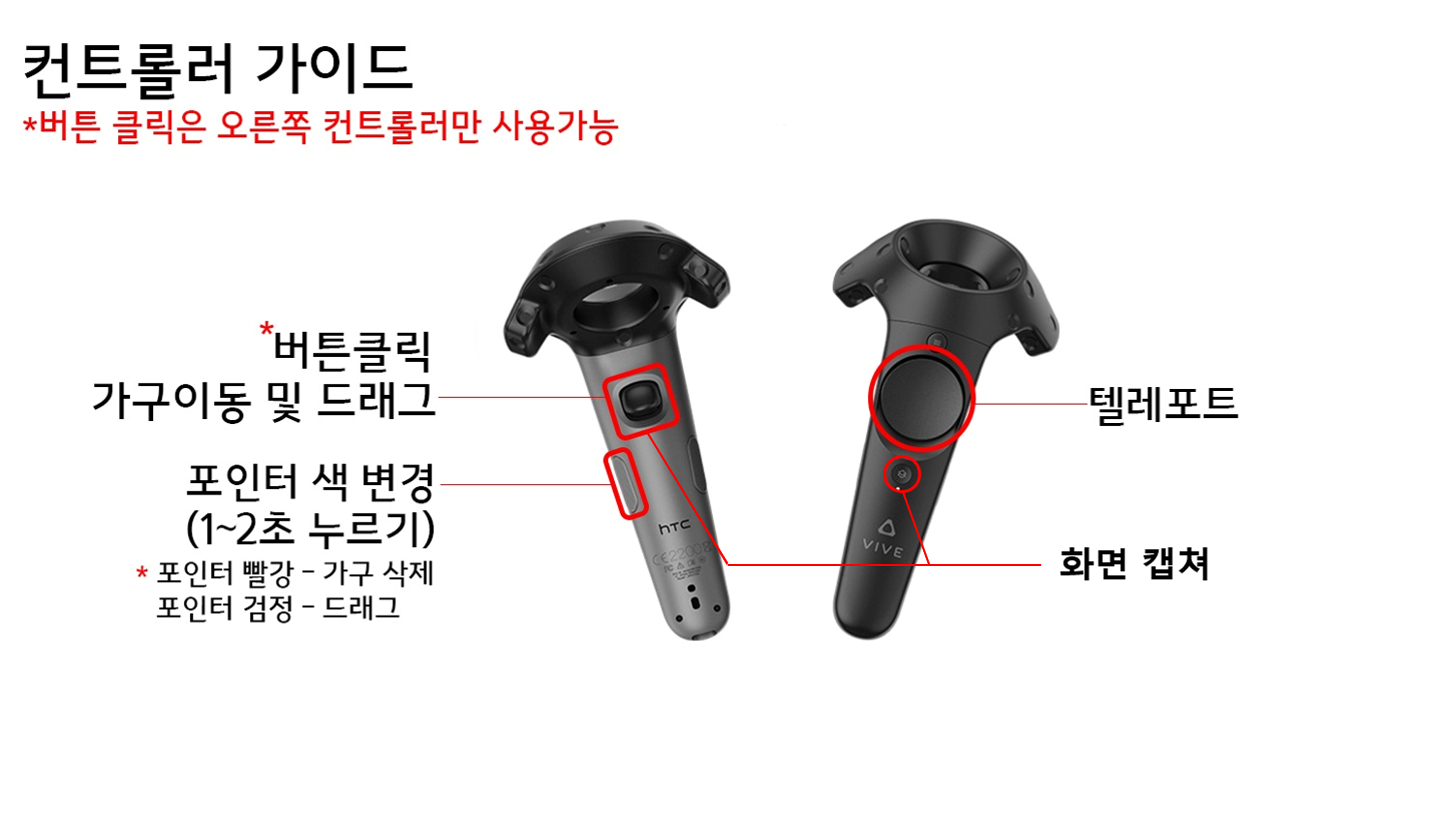 컨트롤러 가이드
*버튼 클릭은 오른쪽 컨트롤러만 사용가능
*버튼클릭
가구이동 및 드래그
포인터 색 변경
(1~2초 누르기)
* 포인터 빨강 - 가구 삭제
포인터 검정 - 드래그
텔레포트
화면 캡쳐
hTC
CE2200
VIVE